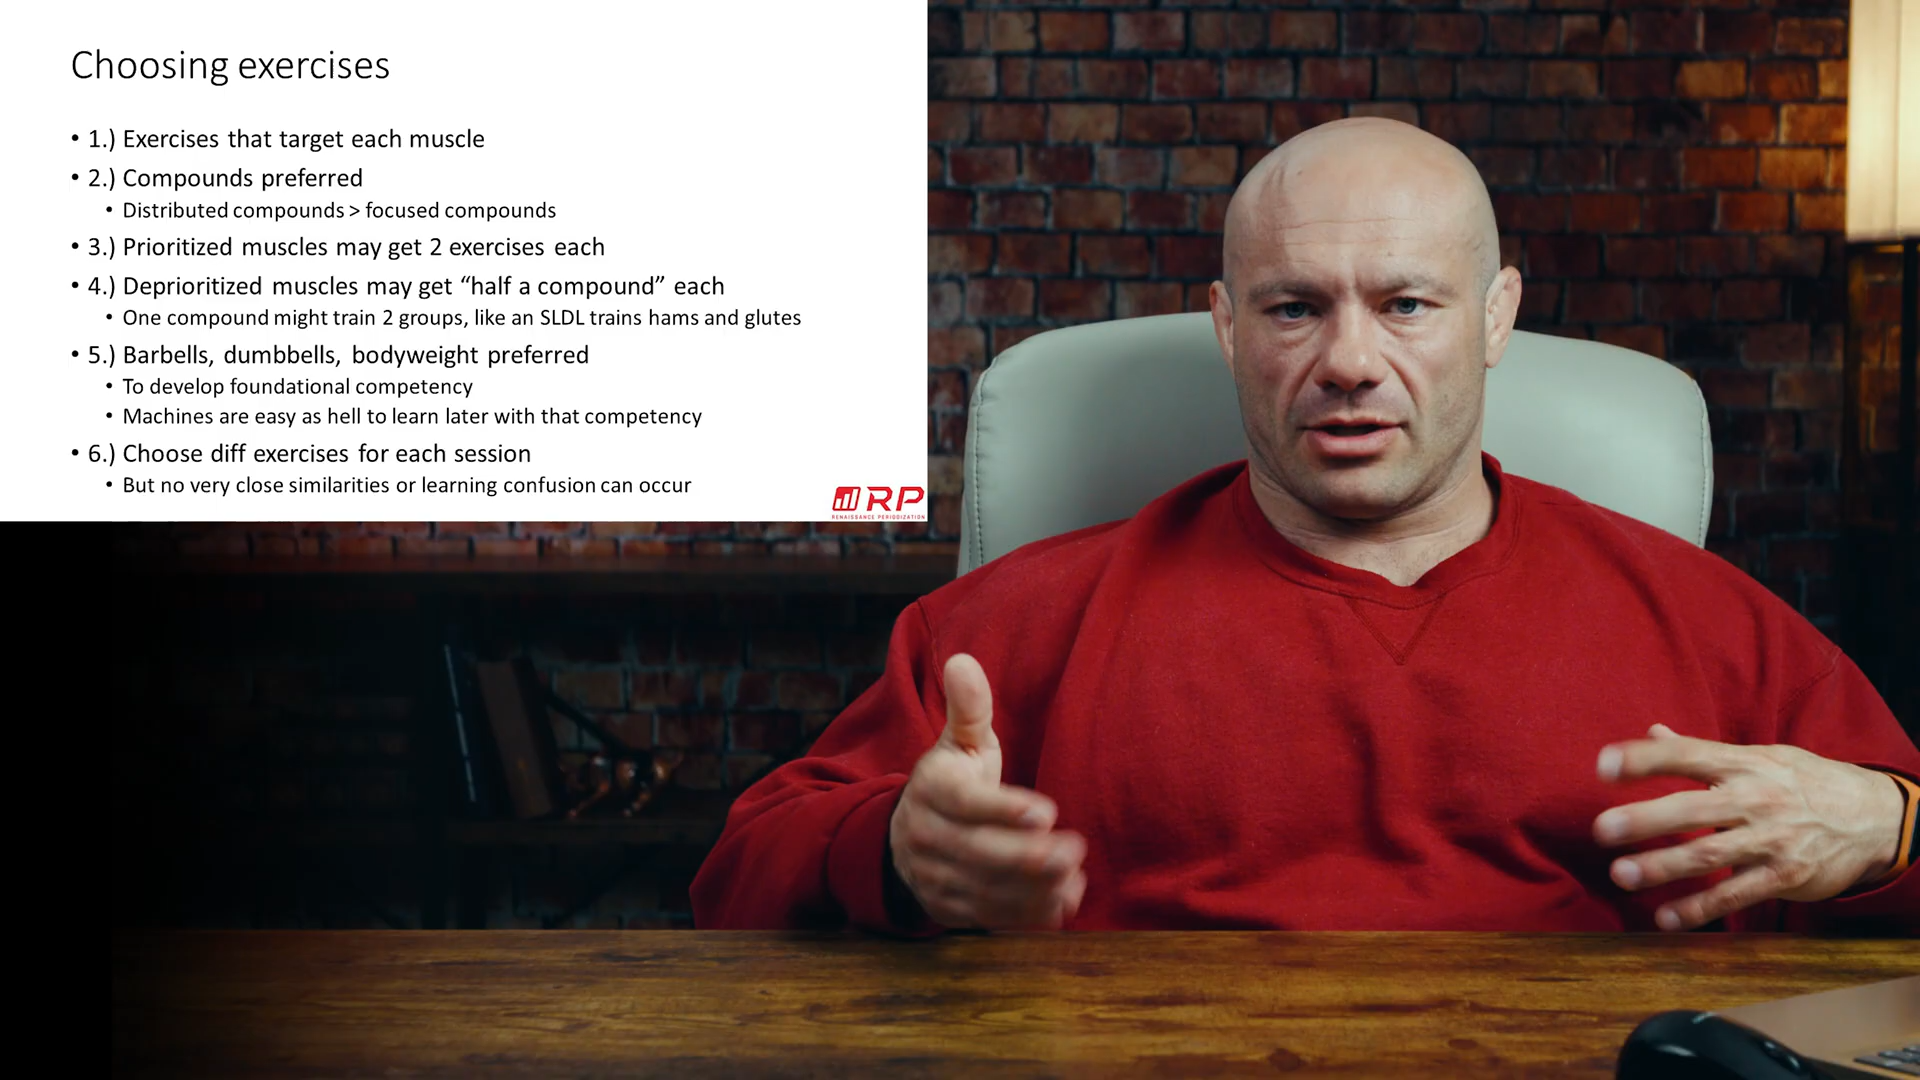 Choosing exercises
• 1.) Exercises that target each muscle
• 2.) Compounds preferred
• Distributed compounds > focused compounds
• 3.) Prioritized muscles may get 2 exercises each
• 4.) Deprioritized muscles may get “half a compound” each
• One compound might train 2 groups, like an SLDL trains hams and glutes
• 5.) Barbells, dumbbells, bodyweight preferred
• To develop foundational competency
• Machines are easy as hell to learn later with that competency
• 6.) Choose diff exercises for each session
• But no very close similarities or learning confusion can occur
RP
RENAISSANCE PERIODIZATION